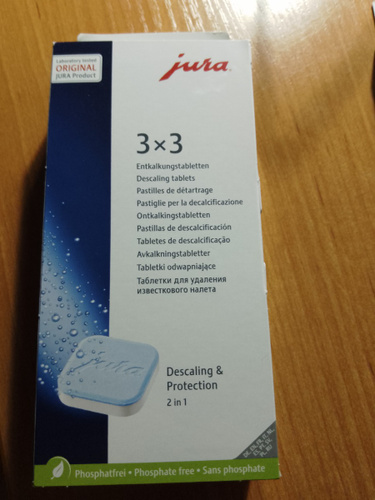 Laboratory tested
ORIGINAL
JURA Product
jura
3×3
Entkalkungstabletten
Descaling tablets
Pastilles de détartrage
Pastiglie per la decalcificazione
Ontkalkingstabletten
Pastillas de descalcificación
Tabletes de descalcificação
Avkalkningstabletter
Tabletki odwapniające
Таблетки для удаления
известкового налета
jura
Descaling &
Protection
2 in 1
Phosphatfrei • Phosphate free • Sans phosphate